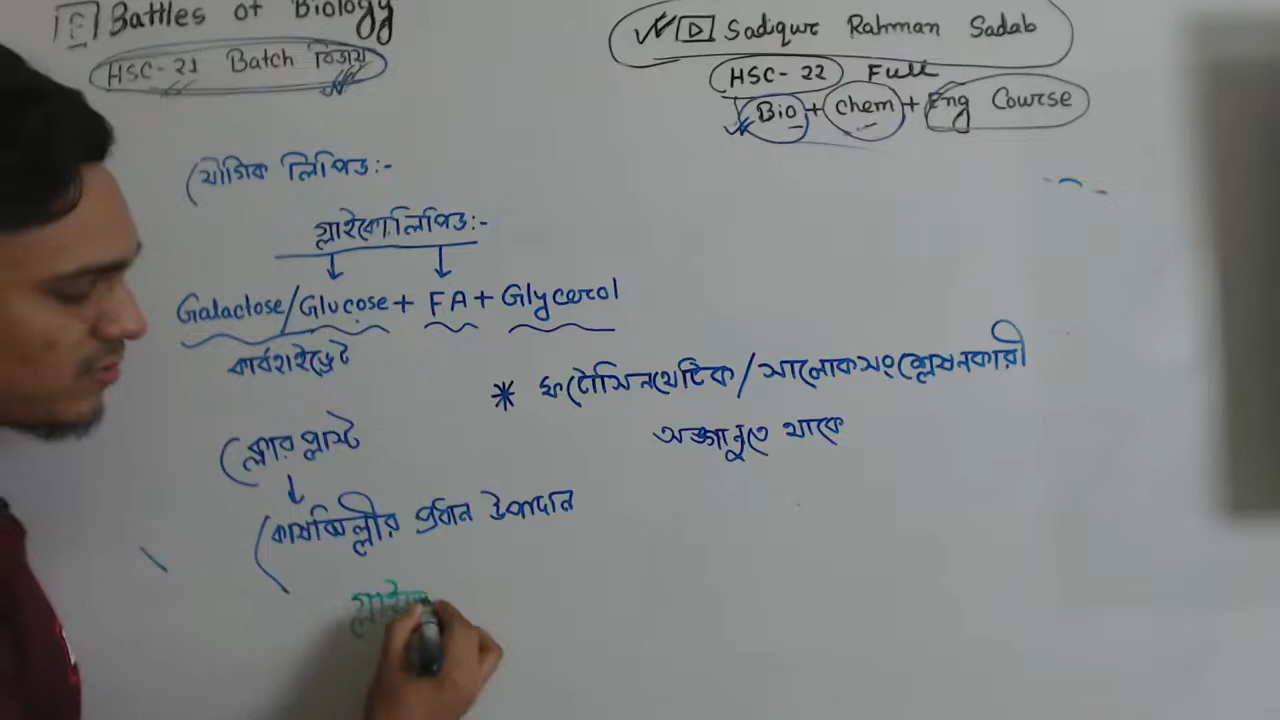 Battles of Biology
HSC-21 Batch বিজয়
Sadiqur Rahman Sadab
HSC-22 Full
Bio + Chem + Eng Course
যৌগিক লিপিড:-
গ্লাইকোলিপিড:-
Galactose/Glucose + FA + Glycerol
কার্বহাইড্রেট
* ফটোসিনথেটিক/সালোকসংশ্লেষনকারী
অঙ্গানুতে থাকে
ক্লোরপ্লাস্ট
কোষঝিল্লীর প্রধান উপাদান